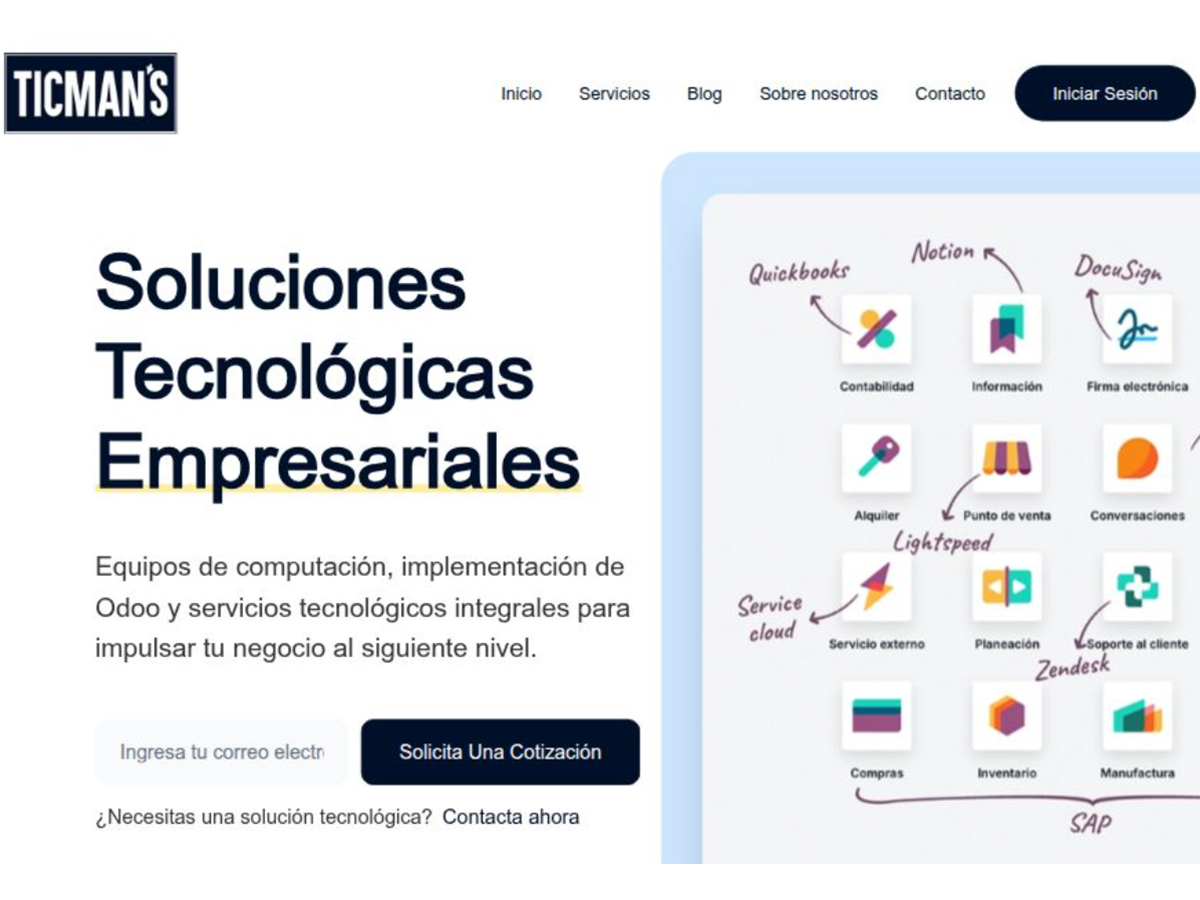 TICMAN'S
Inicio Servicios Blog Sobre nosotros Contacto Iniciar Sesión
Soluciones
Tecnológicas
Empresariales
Equipos de computación, implementación de
Odoo y servicios tecnológicos integrales para
impulsar tu negocio al siguiente nivel.
Ingresa tu correo electr
Solicita Una Cotización
¿Necesitas una solución tecnológica? Contacta ahora
Quickbooks Notion DocuSign
Contabilidad Información Firma electrónica
Alquiler Punto de venta Conversaciones
Lightspeed
Service
cloud
Servicio externo Planeación Soporte al cliente
Zendesk
Compras Inventario Manufactura
SAP